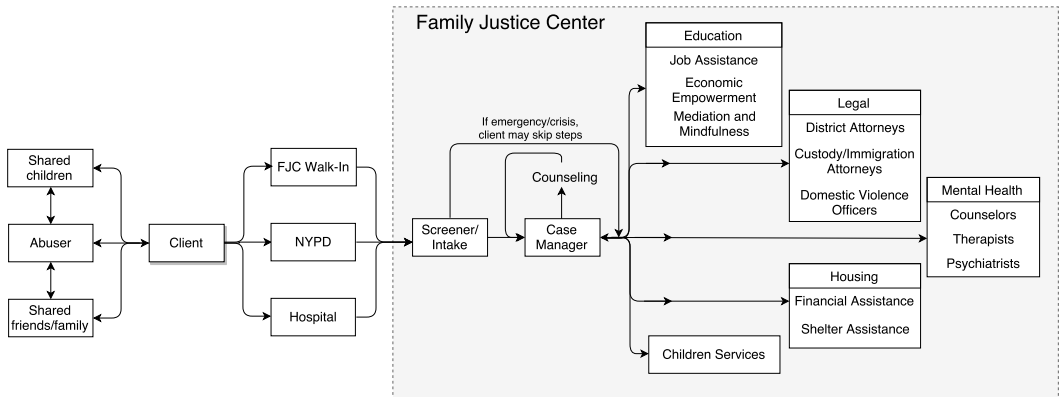 Family Justice Center
Shared
children
Abuser
Shared
friends/family
Client
FJC Walk-In
NYPD
Hospital
Screener/
Intake
If emergency/crisis,
client may skip steps
Counseling
Case
Manager
Education
Job Assistance
Economic
Empowerment
Mediation and
Mindfulness
Legal
District Attorneys
Custody/Immigration
Attorneys
Domestic Violence
Officers
Mental Health
Counselors
Therapists
Psychiatrists
Housing
Financial Assistance
Shelter Assistance
Children Services